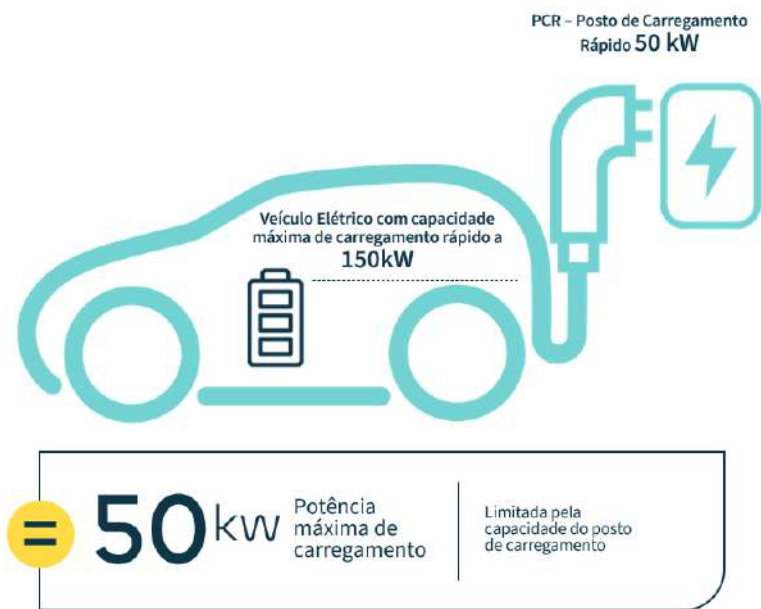 PCR – Posto de Carregamento
Rápido 50 kW
Veículo Elétrico com capacidade
máxima de carregamento rápido a
150kW
= 50 kW
Potência
máxima de
carregamento
Limitada pela
capacidade do posto
de carregamento